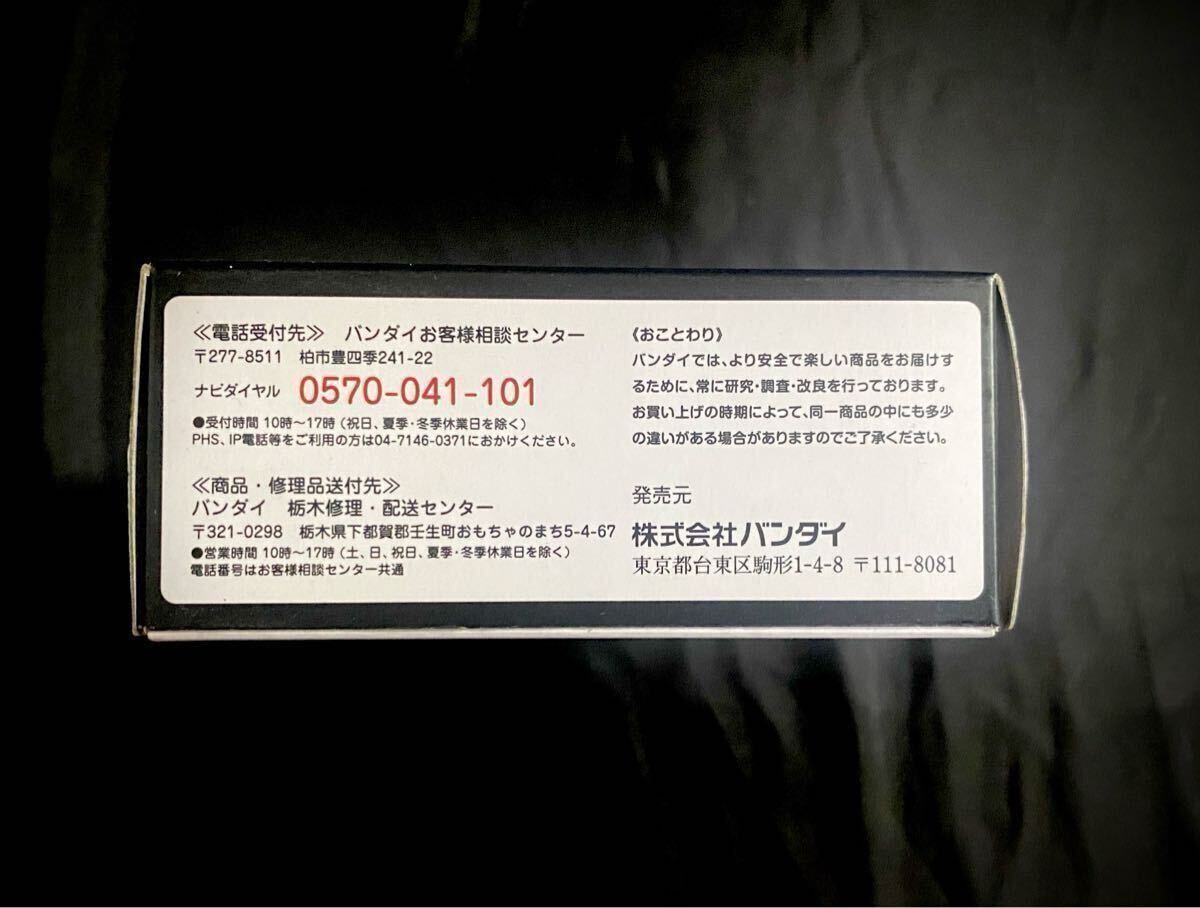 ≪電話受付先≫ バンダイお客様相談センター
〒277-8511 柏市豊四季241-22
ナビダイヤル 0570-041-101
●受付時間 10時～17時（祝日、夏季・冬季休業日を除く）
PHS、IP電話等をご利用の方は04-7146-0371におかけください。
≪商品・修理品送付先≫
バンダイ 栃木修理・配送センター
〒321-0298 栃木県下都賀郡壬生町おもちゃのまち5-4-67
●営業時間 10時～17時（土、日、祝日、夏季・冬季休業日を除く）
電話番号はお客様相談センター共通
《おことわり》
バンダイでは、より安全で楽しい商品をお届けす
るために、常に研究・調査・改良を行っております。
お買い上げの時期によって、同一商品の中にも多少
の違いがある場合がありますのでご了承ください。
発売元
株式会社バンダイ
東京都台東区駒形1-4-8 〒111-8081